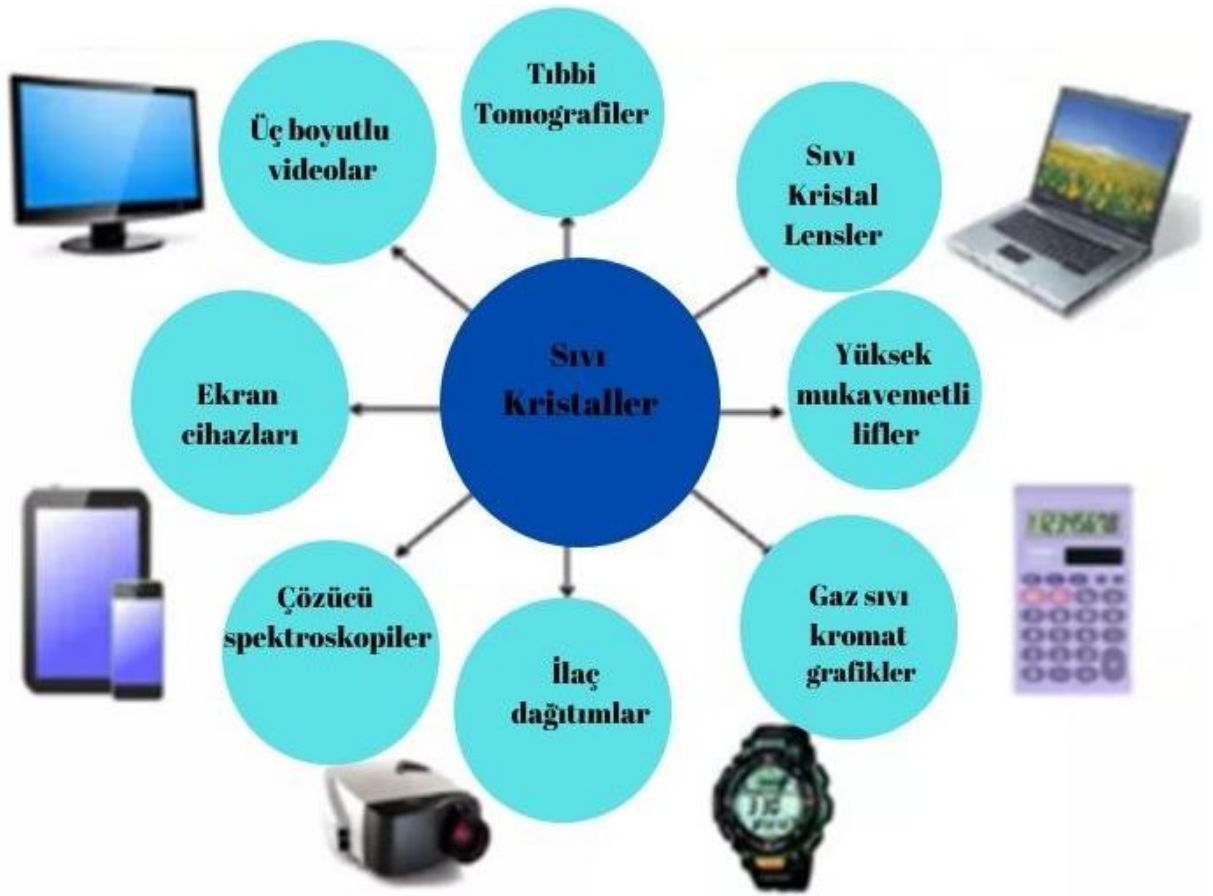 Tıbbi
Tomografiler
Üç boyutlu
videolar
Sıvı
Kristal
Lensler
Sıvı
Kristaller
Yüksek
mukavemetli
lifler
Ekran
cihazları
Çözücü
spektroskopiler
Gaz sıvı
kromat
grafikler
İlaç
dağıtımlar
12345678